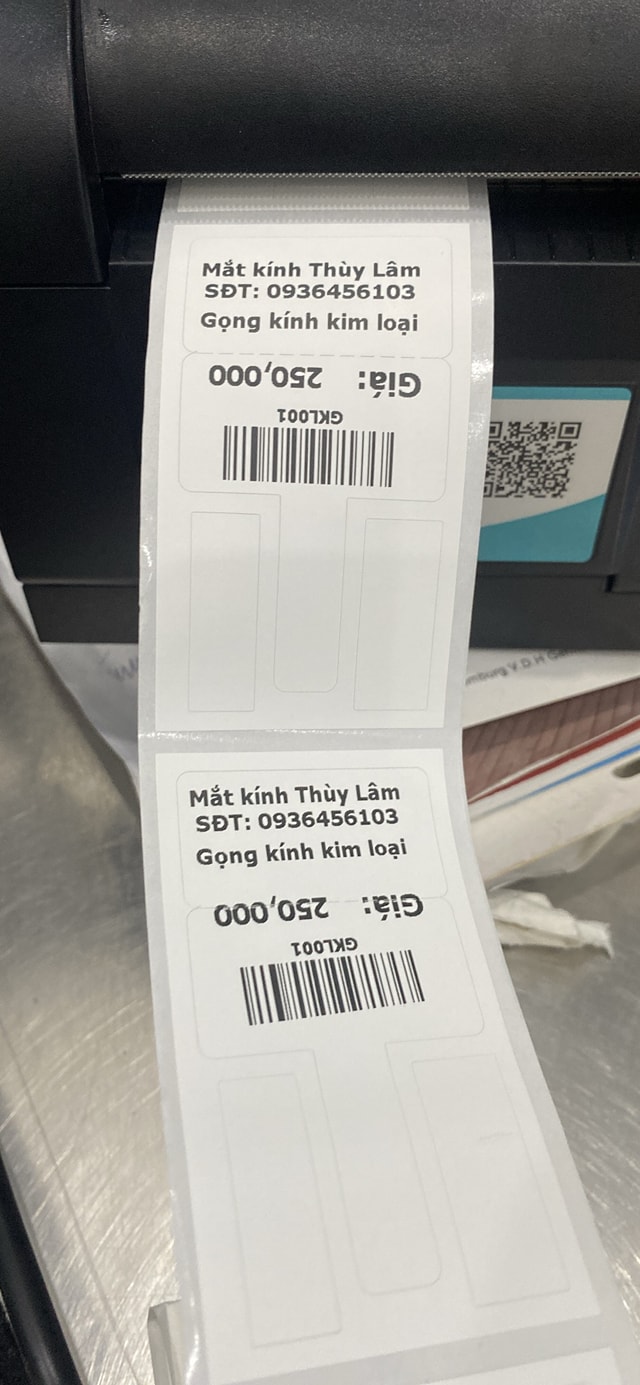 Mắt kính Thùy Lâm
SĐT: 0936456103
Gọng kính kim loại
Giá: 250,000
GKL001
Mắt kính Thùy Lâm
SĐT: 0936456103
Gọng kính kim loại
Giá: 250,000
GKL001